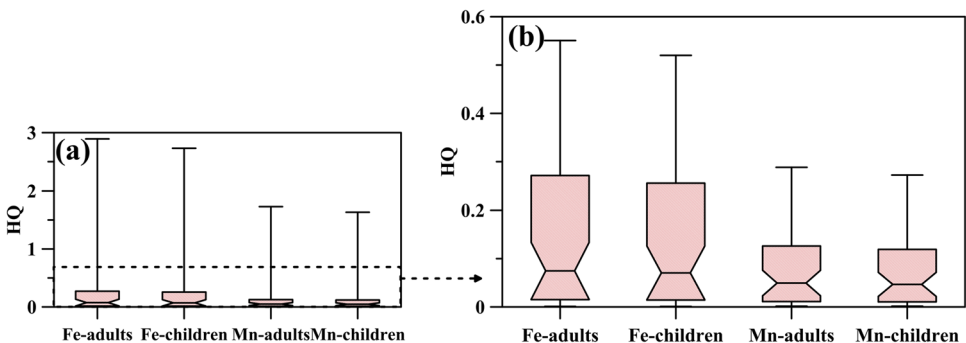 (a)
HQ
3
2
1
0
Fe-adults Fe-children Mn-adults Mn-children
(b)
HQ
0.6
0.4
0.2
0
Fe-adults Fe-children Mn-adults Mn-children